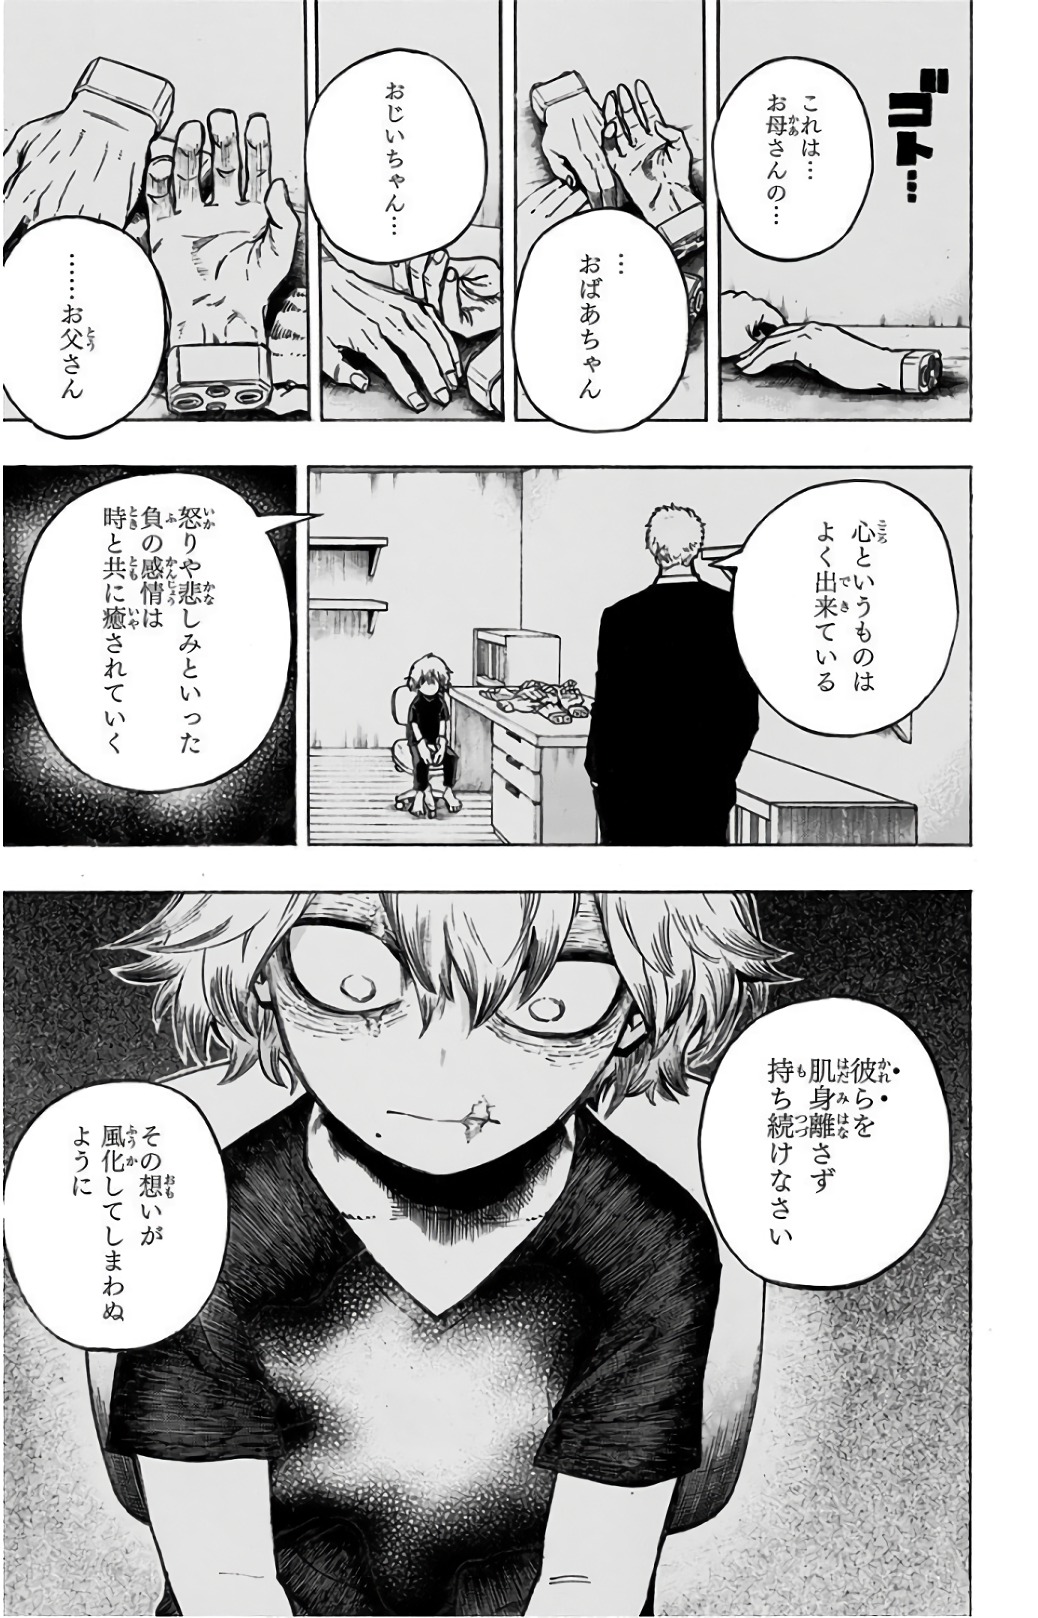 ゴトッ…
これは…
お母さんの…
…
おばあちゃん
おじいちゃん…
……お父さん
心というものは
よく出来ている
怒りや悲しみといった
負の感情は
時と共に癒されていく
彼らを
肌身離さず
持ち続けなさい
その想いが
風化してしまわぬ
ように